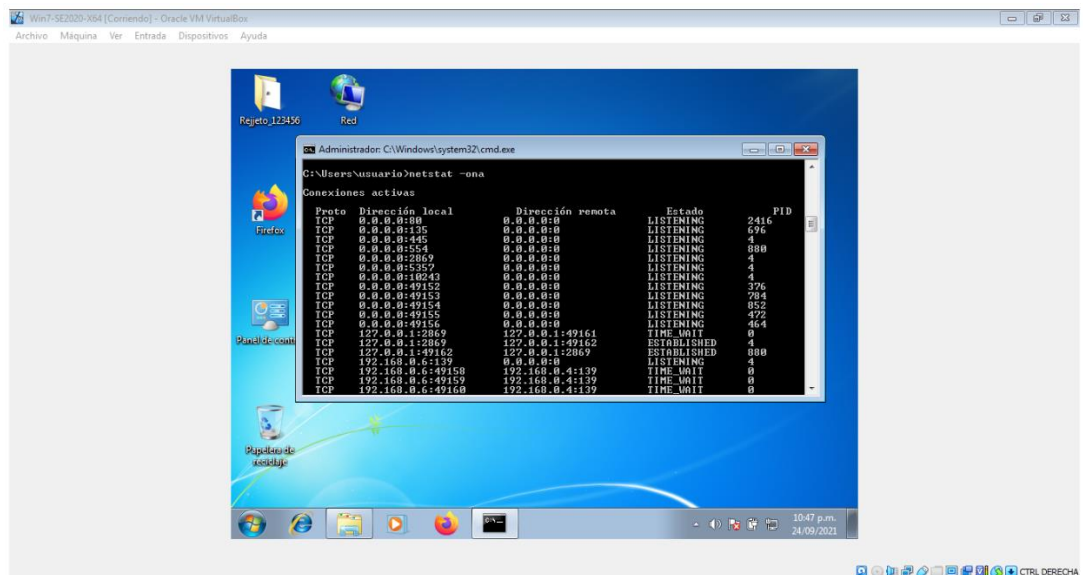 Win7-SE2020-X64 [Corriendo] - Oracle VM VirtualBox
Archivo Máquina Ver Entrada Dispositivos Ayuda
Rejjeto_123456
Red
Administrador: C:\Windows\system32\cmd.exe
C:\Users\usuario>netstat -ona
Conexiones activas
Proto Dirección local Dirección remota Estado PID
TCP 0.0.0.0:80 0.0.0.0:0 LISTENING 2416
TCP 0.0.0.0:135 0.0.0.0:0 LISTENING 696
TCP 0.0.0.0:445 0.0.0.0:0 LISTENING 4
TCP 0.0.0.0:554 0.0.0.0:0 LISTENING 880
TCP 0.0.0.0:2869 0.0.0.0:0 LISTENING 4
TCP 0.0.0.0:5357 0.0.0.0:0 LISTENING 4
TCP 0.0.0.0:10243 0.0.0.0:0 LISTENING 4
TCP 0.0.0.0:49152 0.0.0.0:0 LISTENING 376
TCP 0.0.0.0:49153 0.0.0.0:0 LISTENING 784
TCP 0.0.0.0:49154 0.0.0.0:0 LISTENING 852
TCP 0.0.0.0:49155 0.0.0.0:0 LISTENING 472
TCP 0.0.0.0:49156 0.0.0.0:0 LISTENING 464
TCP 127.0.0.1:2869 127.0.0.1:49161 TIME_WAIT 0
TCP 127.0.0.1:2869 127.0.0.1:49162 ESTABLISHED 4
TCP 127.0.0.1:49162 127.0.0.1:2869 ESTABLISHED 880
TCP 192.168.0.6:139 0.0.0.0:0 LISTENING 4
TCP 192.168.0.6:49158 192.168.0.4:139 TIME_WAIT 0
TCP 192.168.0.6:49159 192.168.0.4:139 TIME_WAIT 0
TCP 192.168.0.6:49160 192.168.0.4:139 TIME_WAIT 0
Firefox
Panel de cont
Papelera de
reciclaje
10:47 p.m.
24/09/2021
CTRL DERECHA